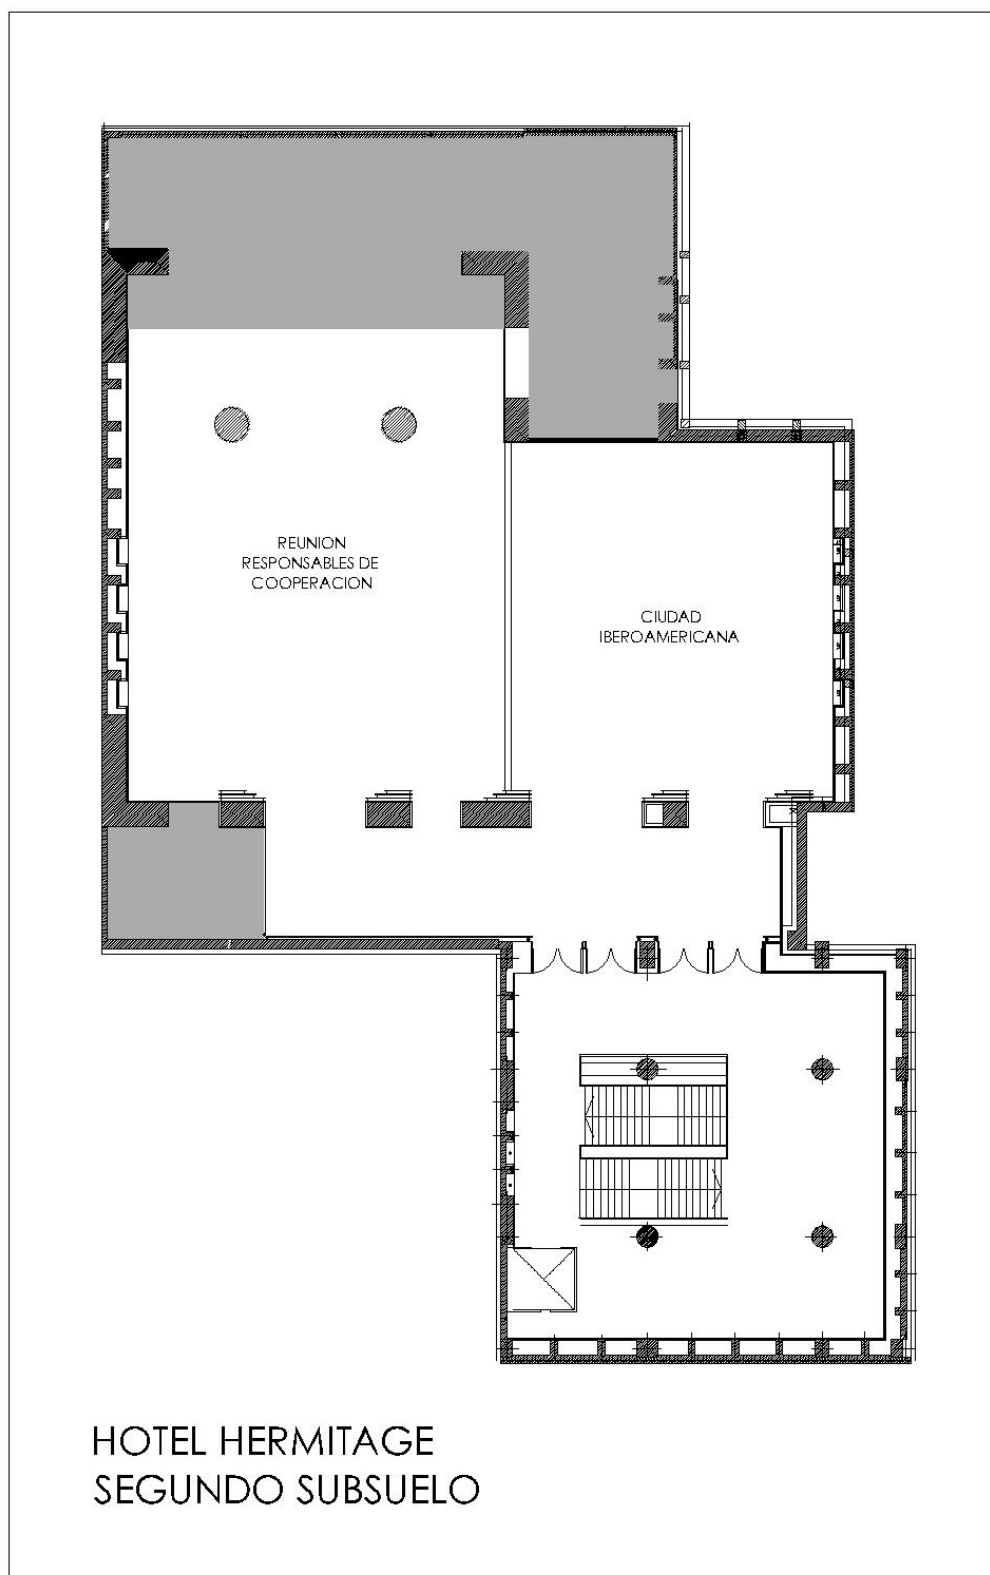 REUNION
RESPONSABLES DE
COOPERACION
CIUDAD
IBEROAMERICANA
HOTEL HERMITAGE
SEGUNDO SUBSUELO